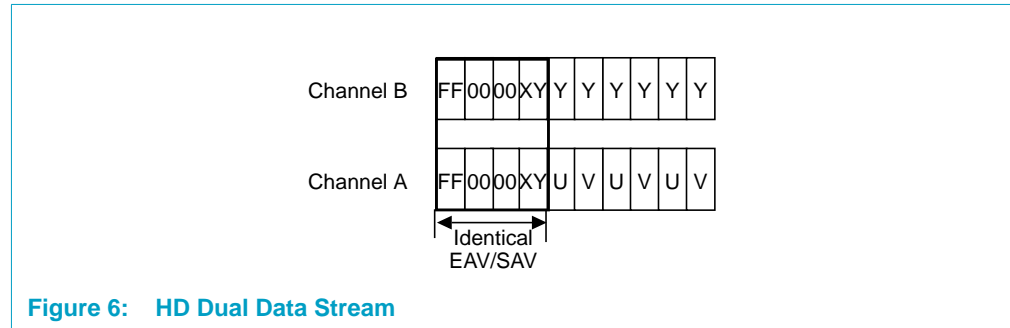 Channel B FF 00 00 XY Y Y Y Y Y Y
Channel A FF 00 00 XY U V U V U V
Identical
EAV/SAV
Figure 6: HD Dual Data Stream